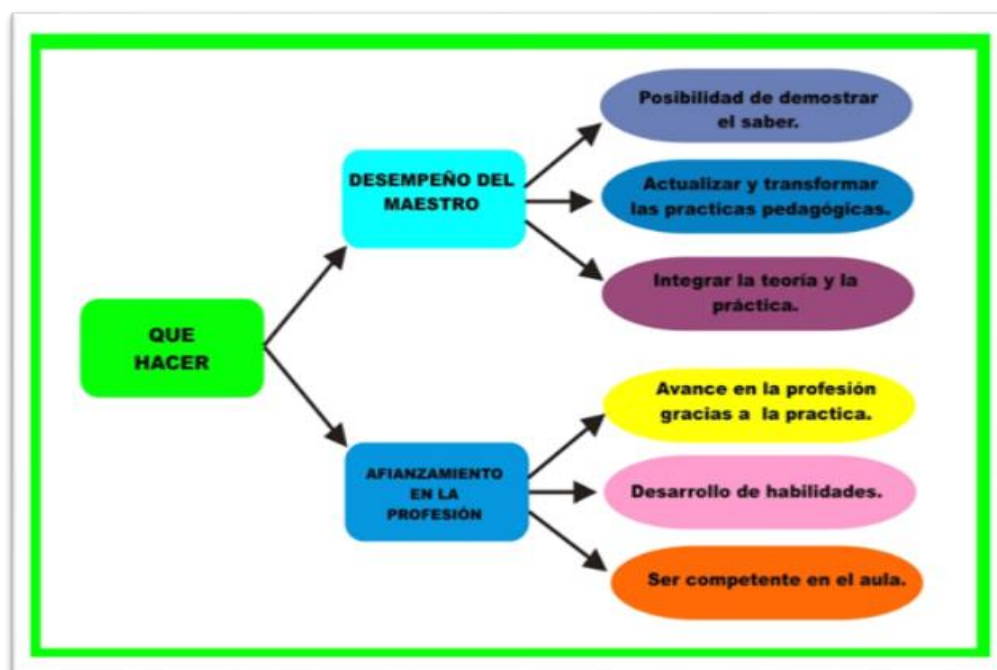 QUE
HACER
DESEMPEÑO DEL
MAESTRO
Posibilidad de demostrar
el saber.
Actualizar y transformar
las practicas pedagógicas.
Integrar la teoría y la
práctica.
AFIANZAMIENTO
EN LA
PROFESIÓN
Avance en la profesión
gracias a la practica.
Desarrollo de habilidades.
Ser competente en el aula.